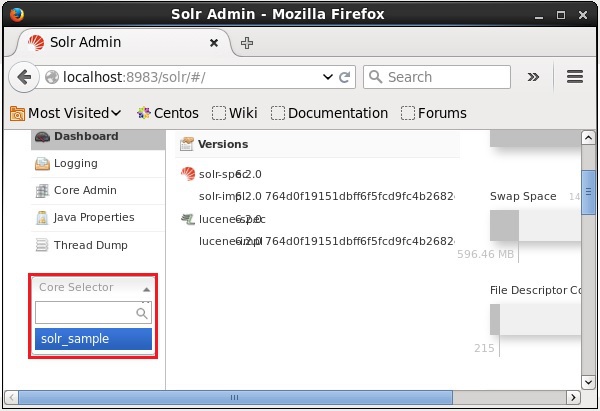 Solr Admin - Mozilla Firefox
Solr Admin
localhost:8983/solr/#/
Search
Most Visited
Centos
Wiki
Documentation
Forums
Dashboard
Logging
Core Admin
Java Properties
Thread Dump
Core Selector
solr_sample
Versions
solr-spec 6.2.0
solr-impl 6.2.0 764d0f19151dbff6f5fcd9fc4b2682
lucene-spec 6.2.0
lucene-impl 6.2.0 764d0f19151dbff6f5fcd9fc4b2682
Swap Space 14
596.46 MB
File Descriptor Co
215